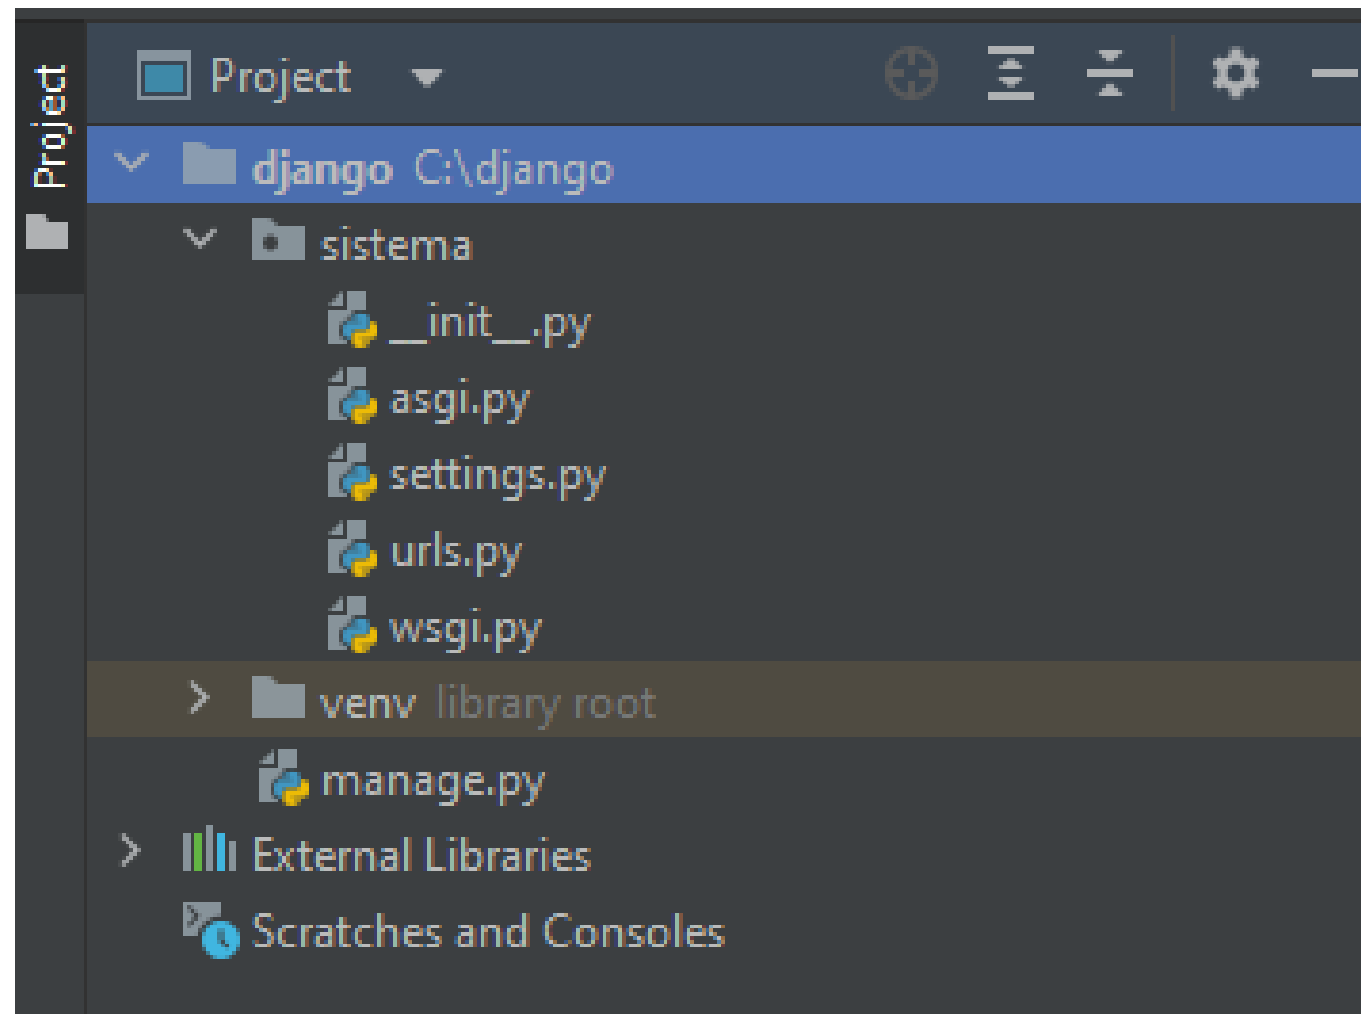 Project
Project
django C:\django
sistema
__init__.py
asgi.py
settings.py
urls.py
wsgi.py
venv library root
manage.py
External Libraries
Scratches and Consoles